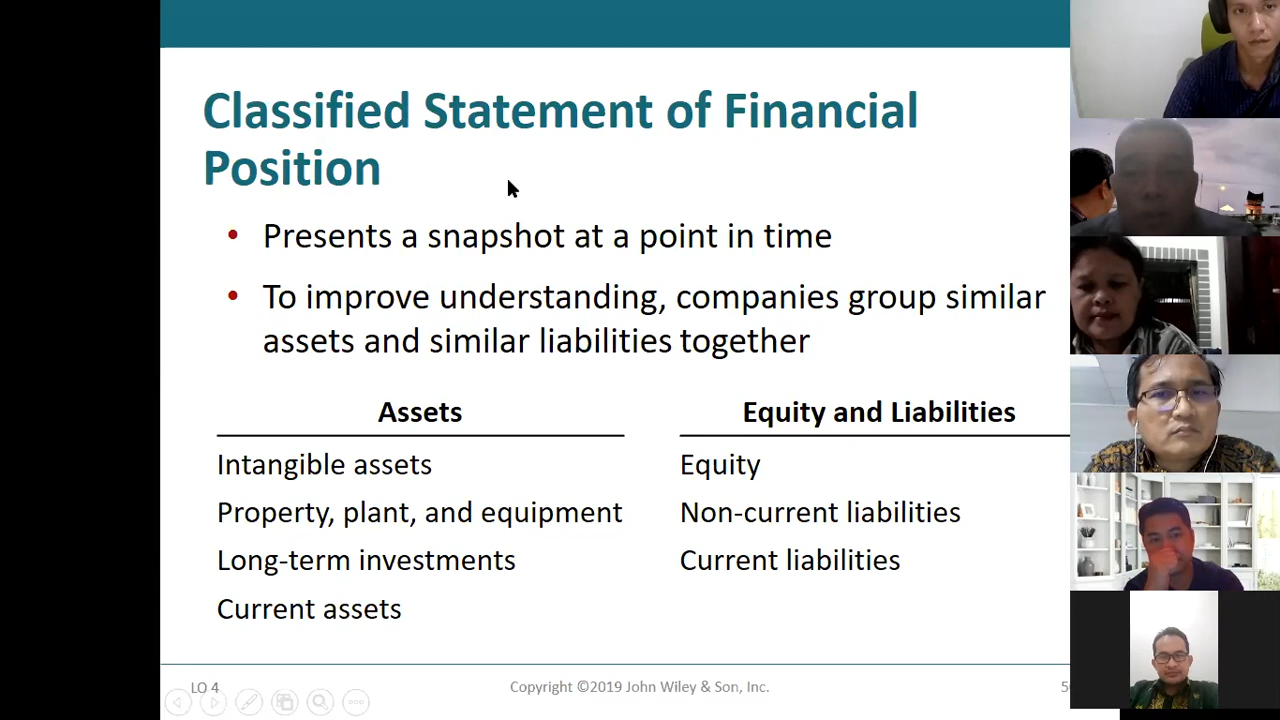 Classified Statement of Financial
Position
• Presents a snapshot at a point in time
• To improve understanding, companies group similar
assets and similar liabilities together
Assets
Intangible assets
Property, plant, and equipment
Long-term investments
Current assets
Equity and Liabilities
Equity
Non-current liabilities
Current liabilities
LO 4
Copyright ©2019 John Wiley & Son, Inc.